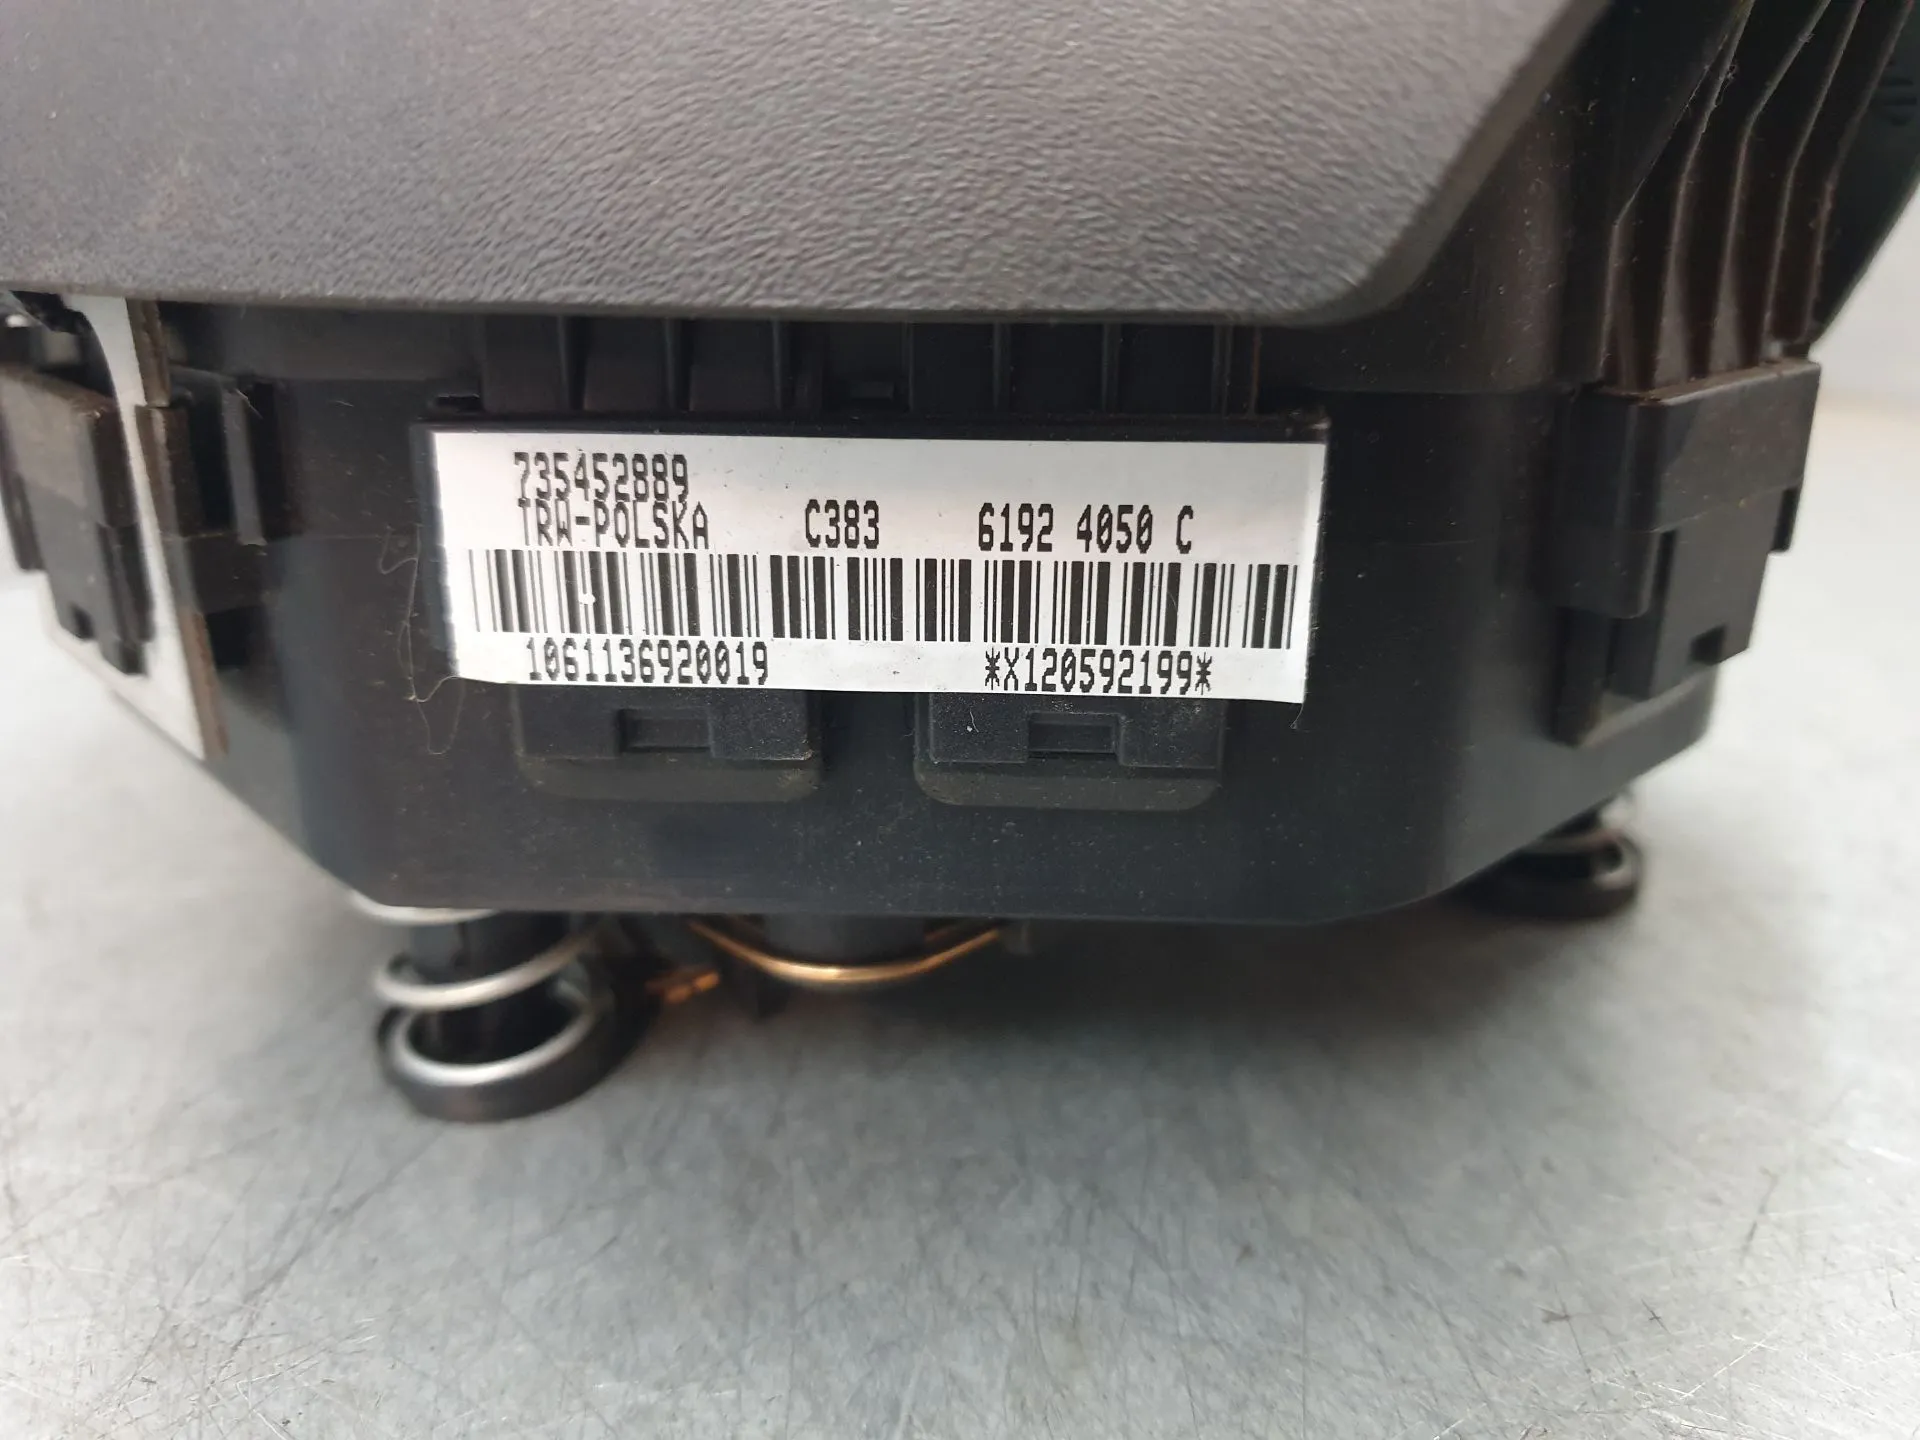 735452889
TRW-POLSKA C383 6192 4050 C
1061136920019 *X120592199*